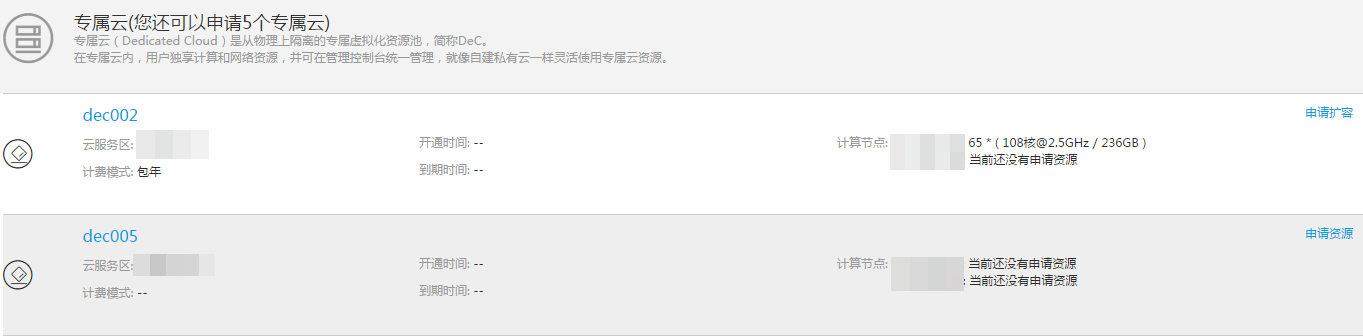 专属云(您还可以申请5个专属云)
专属云（Dedicated Cloud）是从物理上隔离的专属虚拟化资源池，简称DeC。
在专属云内，用户独享计算和网络资源，并可在管理控制台统一管理，就像自建私有云一样灵活使用专属云资源。
dec002 申请扩容
云服务区: 开通时间: -- 计算节点: 65 * ( 108核@2.5GHz / 236GB )
当前还没有申请资源
计费模式: 包年 到期时间: --
dec005 申请资源
云服务区: 开通时间: -- 计算节点: 当前还没有申请资源
: 当前还没有申请资源
计费模式: -- 到期时间: --